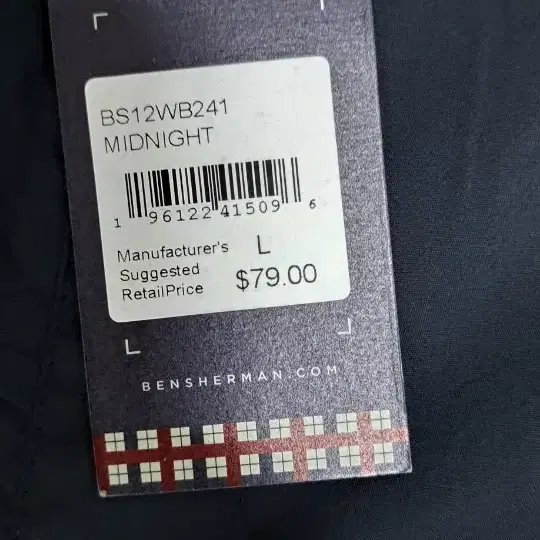 BS12WB241
MIDNIGHT
1 96122 41509 6
Manufacturer's L
Suggested
RetailPrice $79.00
BENSHERMAN.COM